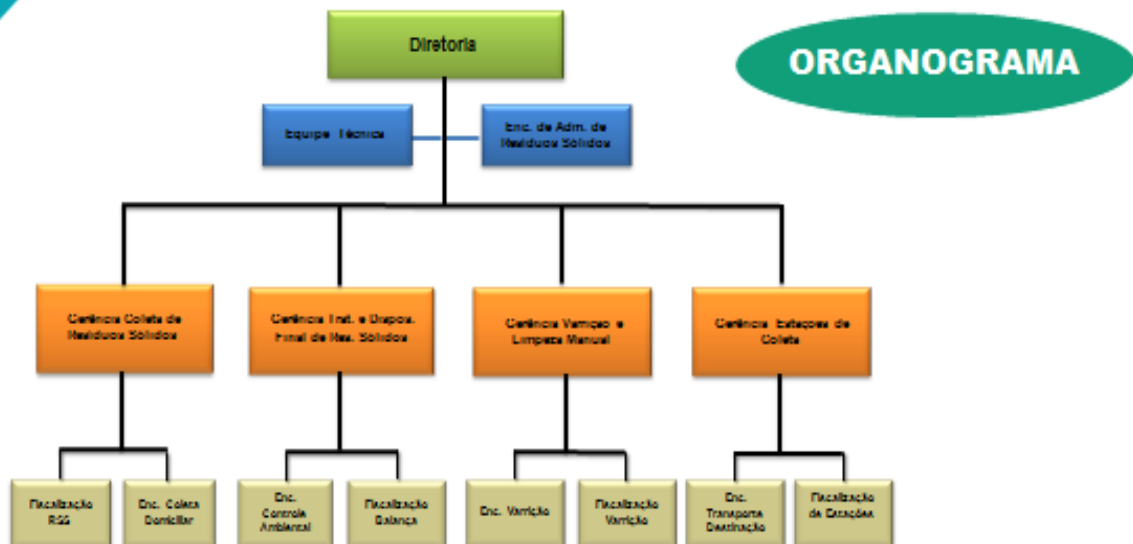 Diretoria
ORGANOGRAMA
Equipe Técnica
Enc. de Adm. de
Resíduos Sólidos
Gerência Coleta de
Resíduos Sólidos
Gerência Inst. e Dispos.
Final de Res. Sólidos
Gerência Varrição e
Limpeza Manual
Gerência Estações de
Coleta
Fiscalização
RSS
Enc. Coleta
Domiciliar
Enc.
Controle
Ambiental
Fiscalização
Balança
Enc. Varrição
Fiscalização
Varrição
Enc.
Transporte
Destinação
Fiscalização
de Estações